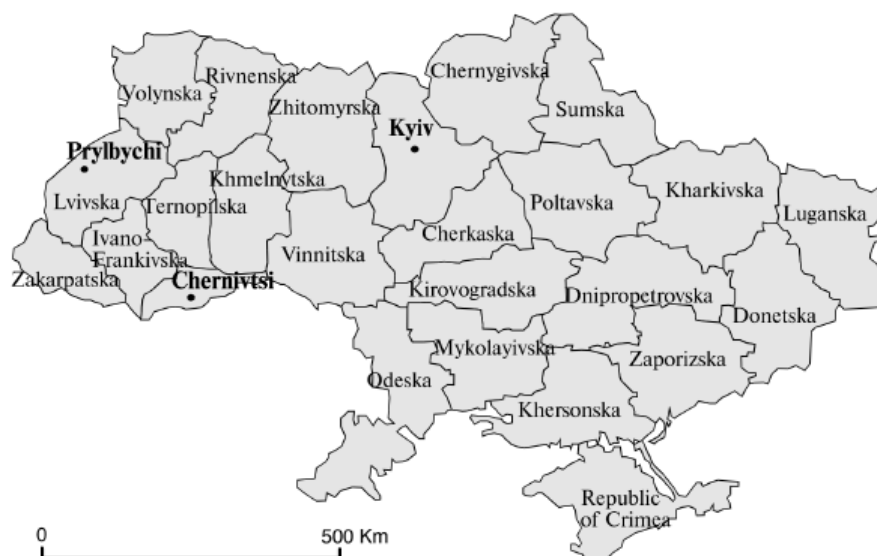 Chernygivska
Rivnenska
Volynska
Zhitomyrska
Sumska
Kyiv
Prylbychi
Khmelnytska
Kharkivska
Lvivska
Ternopilska
Poltavska
Luganska
Ivano-
Frankivska
Vinnitska
Cherkaska
Zakarpatska
Chernivtsi
Kirovogradska
Dnipropetrovska
Donetska
Mykolayivska
Zaporizska
Odeska
Khersonska
Republic
of Crimea
0
500 Km